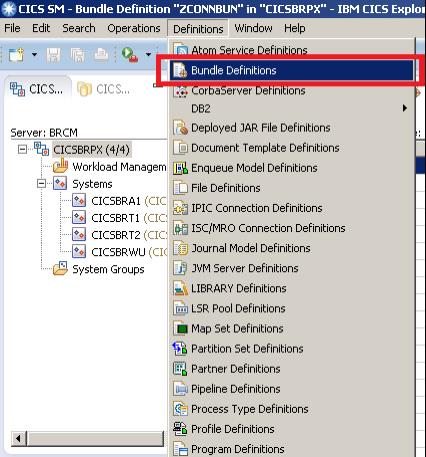 CICS SM - Bundle Definition "ZCONNBUN" in "CICSBRPX" - IBM CICS Explo
File Edit Search Operations Definitions Window Help
Atom Service Definitions
Bundle Definitions
CICS... CICS...
CorbaServer Definitions
DB2
Server: BRCM
Deployed JAR File Definitions
CICSBRPX (4/4)
Document Template Definitions
Workload Managem
Enqueue Model Definitions
Systems
File Definitions
CICSBRA1 (CIC
IPIC Connection Definitions
CICSBRT1 (CIC
ISC/MRO Connection Definitions
CICSBRT2 (CIC
Journal Model Definitions
CICSBRWU (CIC
JVM Server Definitions
System Groups
LIBRARY Definitions
LSR Pool Definitions
Map Set Definitions
Partition Set Definitions
Partner Definitions
Pipeline Definitions
Process Type Definitions
Profile Definitions
Program Definitions